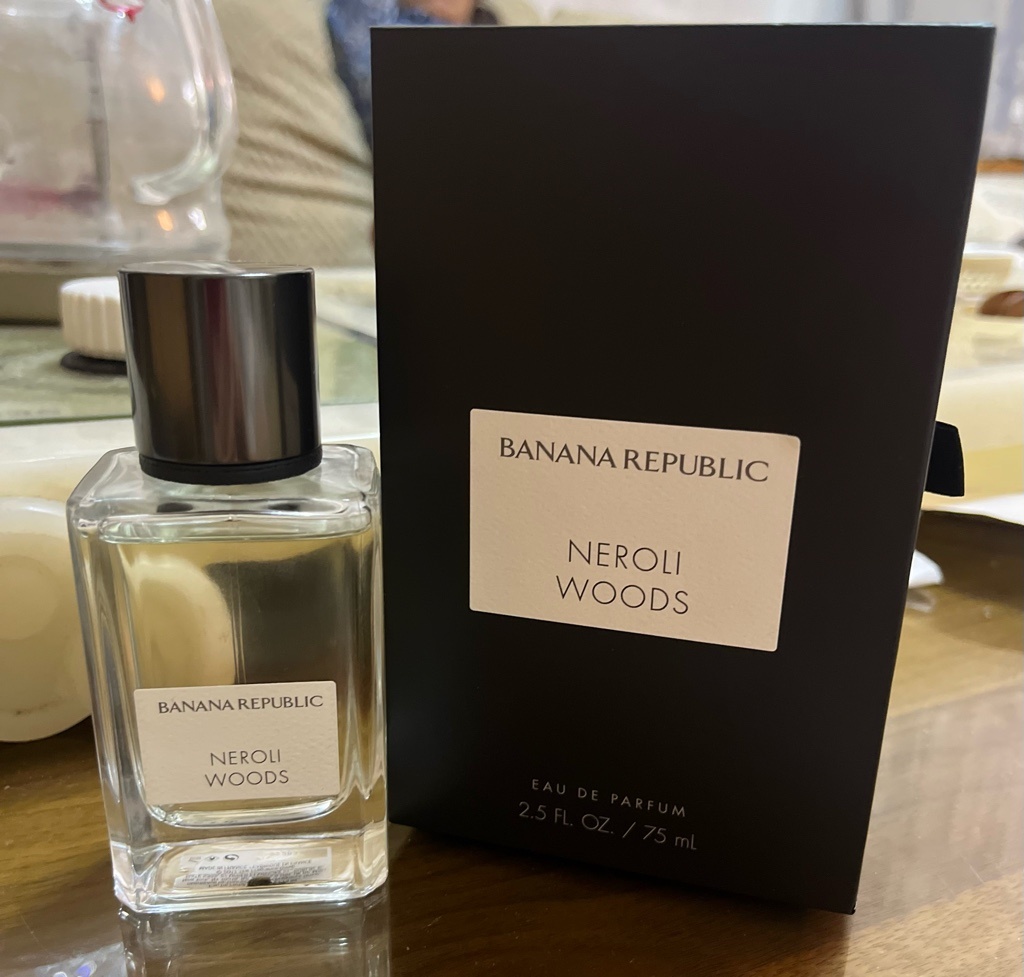 BANANA REPUBLIC
NEROLI
WOODS
EAU DE PARFUM
2.5 FL. OZ. / 75 mL
BANANA REPUBLIC
NEROLI
WOODS